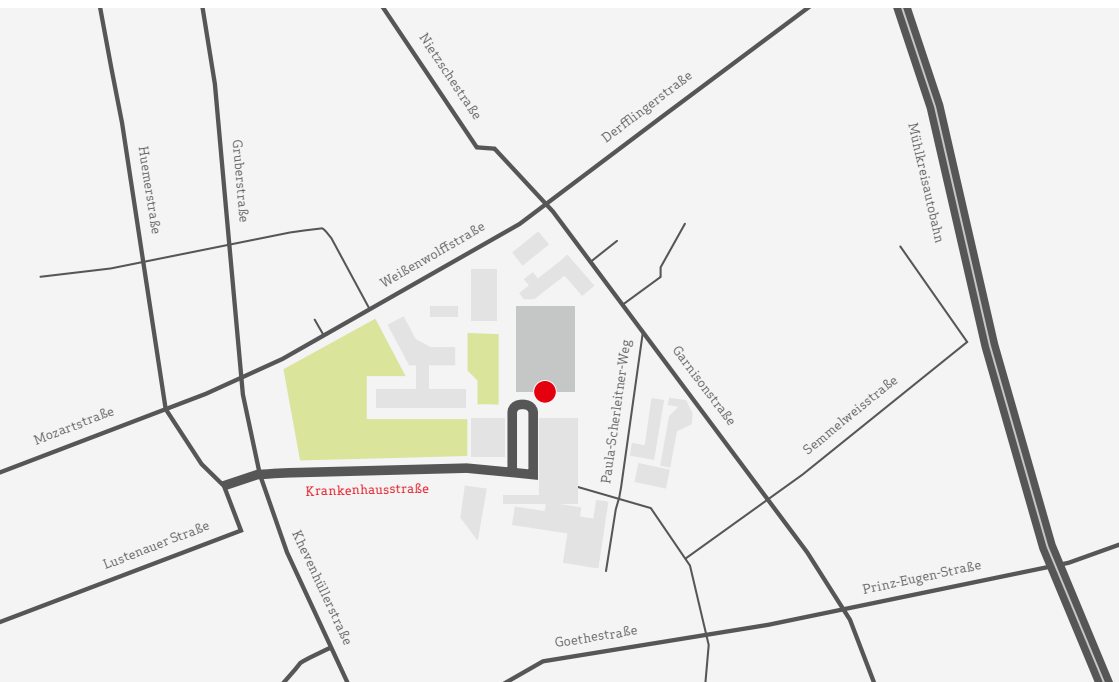 Nietzschestraße
Derfflingerstraße
Huemerstraße
Gruberstraße
Mühlkreisautobahn
Weißenwolffstraße
Garnisonstraße
Paula-Scherleitner-Weg
Semmelweisstraße
Mozartstraße
Krankenhausstraße
Lustenauer Straße
Khevenhüllerstraße
Prinz-Eugen-Straße
Goethestraße